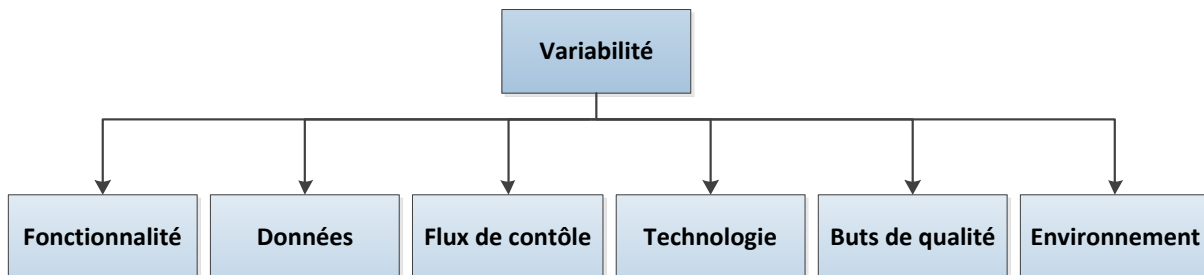 Variabilité
Fonctionnalité
Données
Flux de contôle
Technologie
Buts de qualité
Environnement